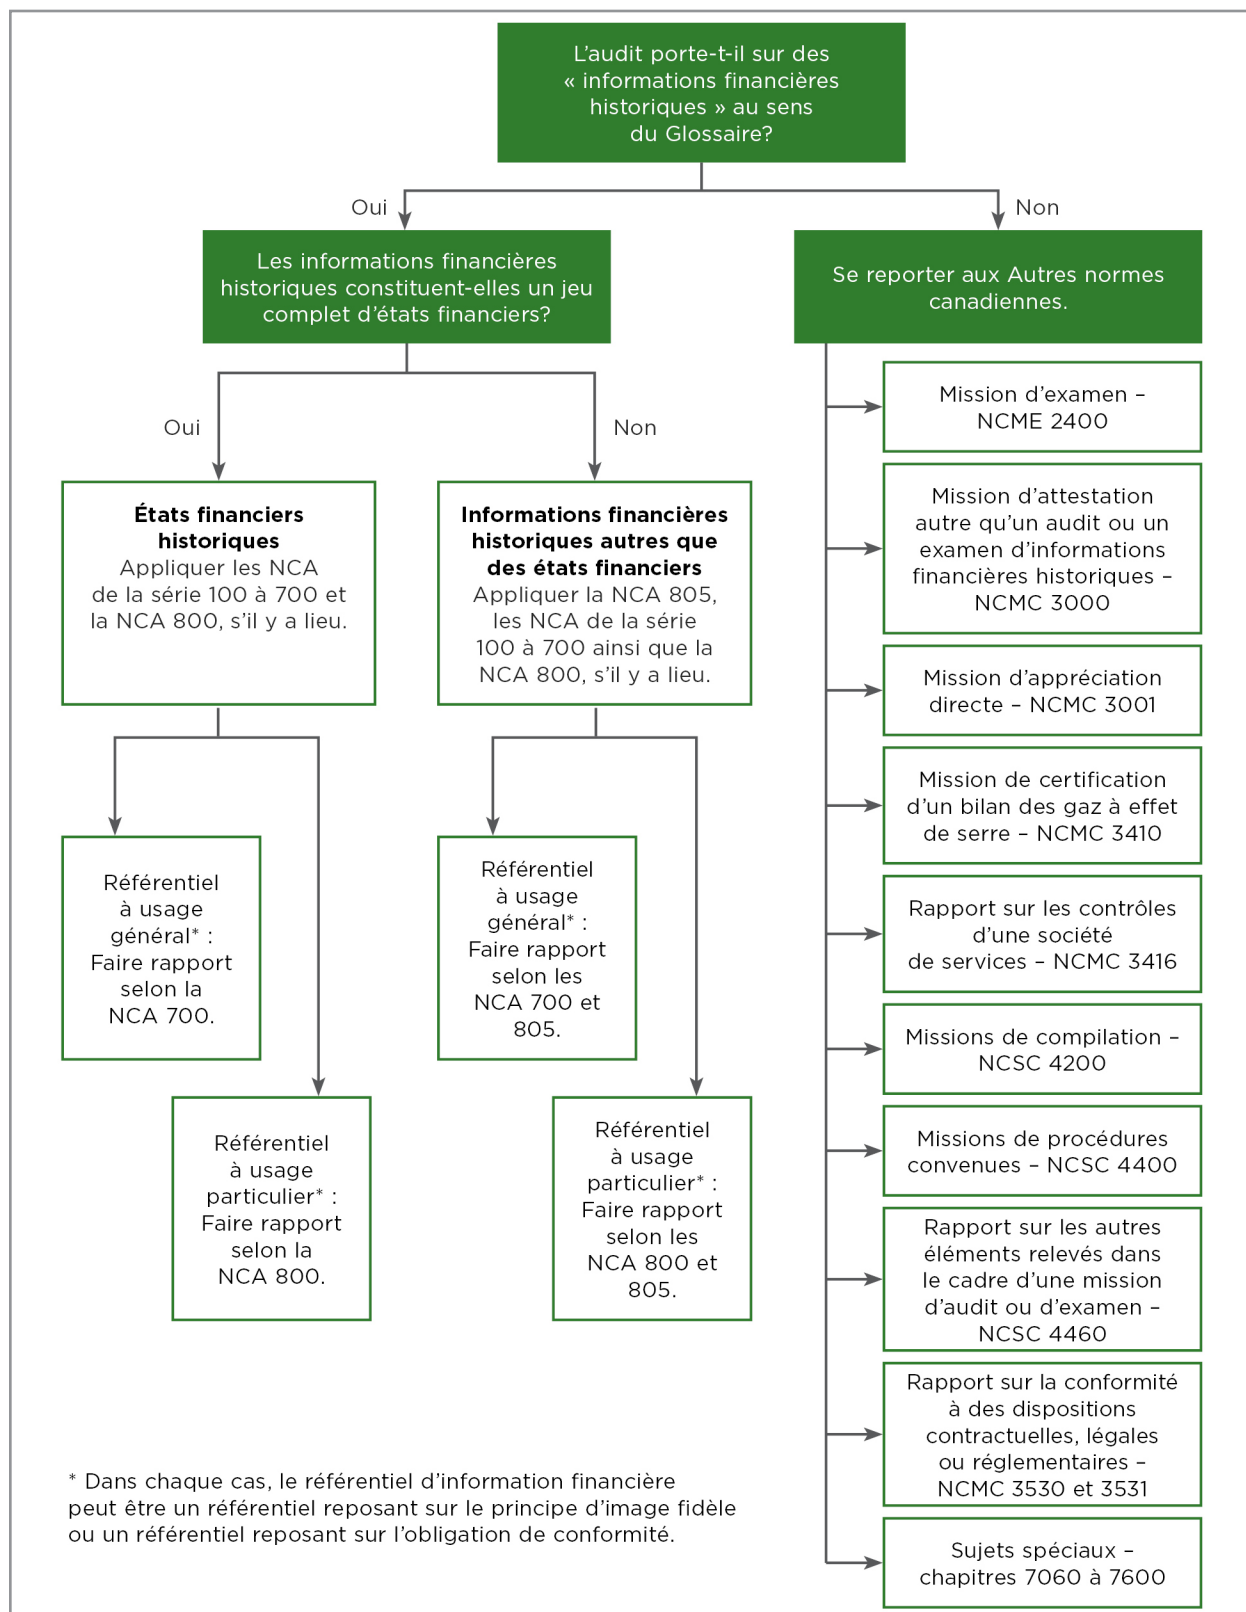 L'audit porte-t-il sur des
« informations financières
historiques » au sens
du Glossaire?
Oui
Non
Les informations financières
historiques constituent-elles un jeu
complet d'états financiers?
Se reporter aux Autres normes
canadiennes.
Oui
Non
États financiers
historiques
Appliquer les NCA
de la série 100 à 700 et
la NCA 800, s'il y a lieu.
Informations financières
historiques autres que
des états financiers
Appliquer la NCA 805,
les NCA de la série
100 à 700 ainsi que la
NCA 800, s'il y a lieu.
Référentiel
à usage
général* :
Faire rapport
selon la
NCA 700.
Référentiel
à usage
particulier* :
Faire rapport
selon la
NCA 800.
Référentiel
à usage
général* :
Faire rapport
selon les
NCA 700 et
805.
Référentiel
à usage
particulier* :
Faire rapport
selon les
NCA 800 et
805.
Mission d'examen –
NCME 2400
Mission d'attestation
autre qu'un audit ou un
examen d'informations
financières historiques –
NCMC 3000
Mission d'appréciation
directe – NCMC 3001
Mission de certification
d'un bilan des gaz à effet
de serre – NCMC 3410
Rapport sur les contrôles
d'une société
de services – NCMC 3416
Missions de compilation –
NCSC 4200
Missions de procédures
convenues – NCSC 4400
Rapport sur les autres
éléments relevés dans
le cadre d'une mission
d'audit ou d'examen –
NCSC 4460
Rapport sur la conformité
à des dispositions
contractuelles, légales
ou réglementaires –
NCMC 3530 et 3531
Sujets spéciaux –
chapitres 7060 à 7600
* Dans chaque cas, le référentiel d'information financière
peut être un référentiel reposant sur le principe d'image fidèle
ou un référentiel reposant sur l'obligation de conformité.